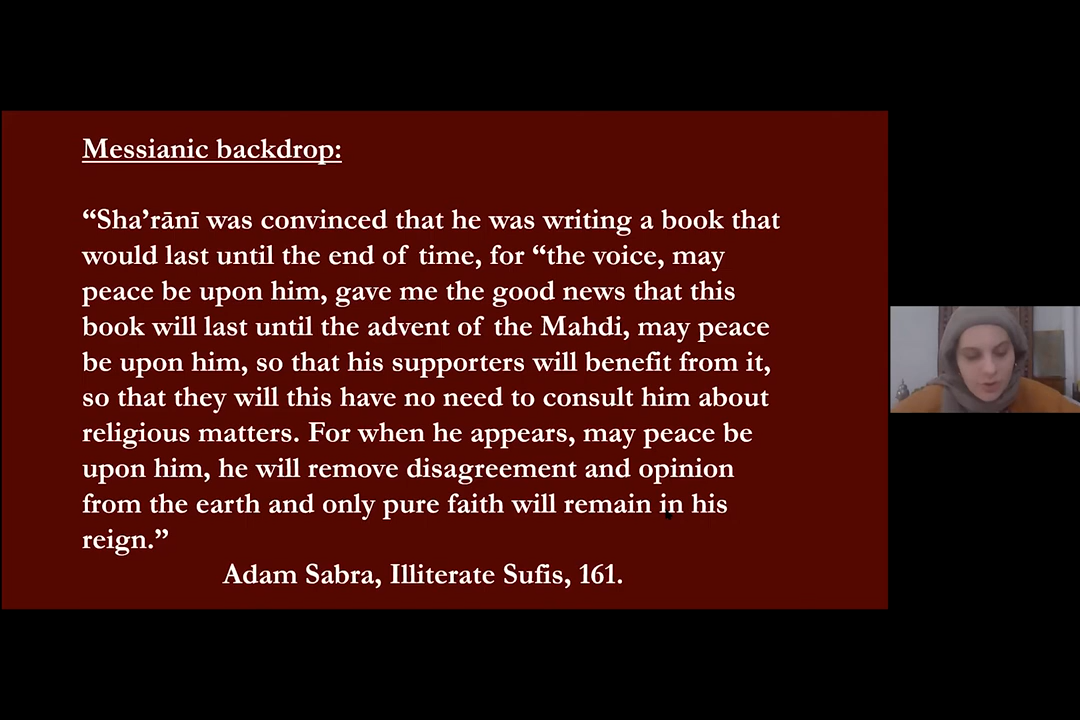 Messianic backdrop:
“Sha’rānī was convinced that he was writing a book that
would last until the end of time, for “the voice, may
peace be upon him, gave me the good news that this
book will last until the advent of the Mahdi, may peace
be upon him, so that his supporters will benefit from it,
so that they will this have no need to consult him about
religious matters. For when he appears, may peace be
upon him, he will remove disagreement and opinion
from the earth and only pure faith will remain in his
reign.”
Adam Sabra, Illiterate Sufis, 161.